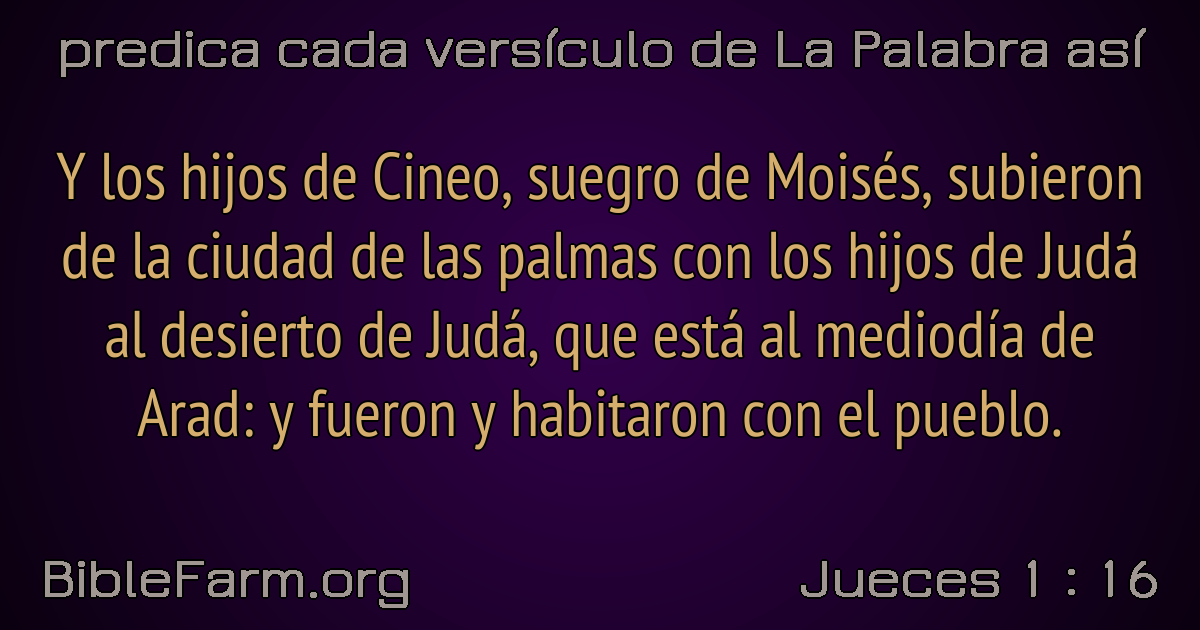 predica cada versículo de La Palabra así
Y los hijos de Cineo, suegro de Moisés, subieron
de la ciudad de las palmas con los hijos de Judá
al desierto de Judá, que está al mediodía de
Arad: y fueron y habitaron con el pueblo.
BibleFarm.org
Jueces 1 : 16